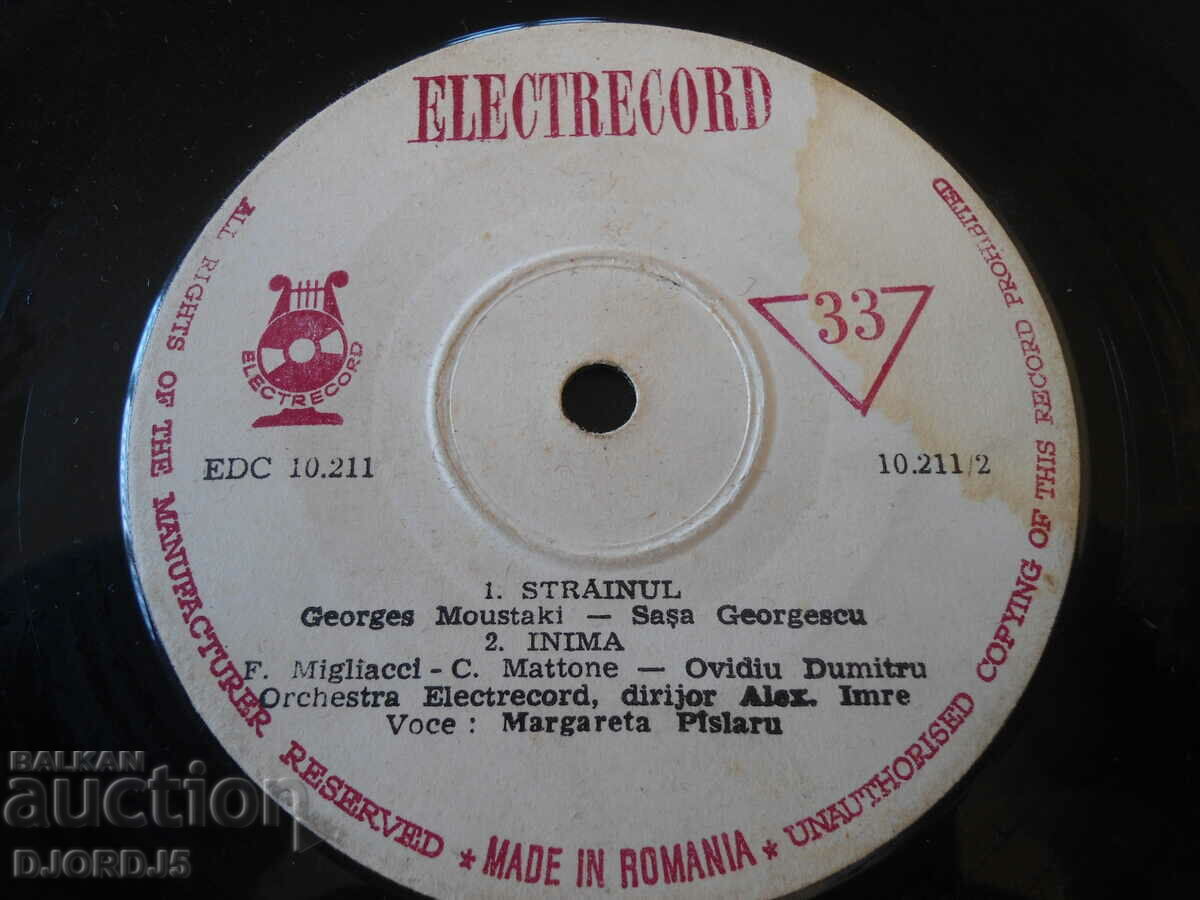 ELECTRECORD
ELECTRECORD
33
EDC 10.211
10.211/2
1. STRĂINUL
Georges Moustaki — Sașa Georgescu
2. INIMA
F. Migliacci - C. Mattone — Ovidiu Dumitru
Orchestra Electrecord, dirijor Alex. Imre
Voce : Margareta Pîslaru
ALL RIGHTS OF THE MANUFACTURER RESERVED * MADE IN ROMANIA * UNAUTHORISED COPYING OF THIS RECORD PROHIBITED
BALKAN
auction
DJORDJ5